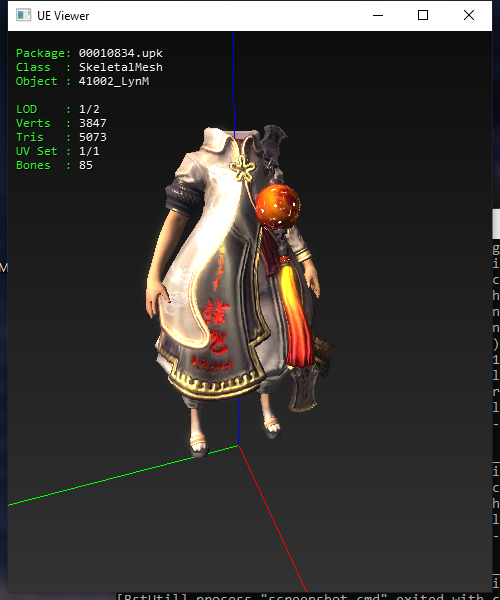 UE Viewer
Package: 00010834.upk
Class : SkeletalMesh
Object : 41002_LynM
LOD : 1/2
Verts : 3847
Tris : 5073
UV Set : 1/1
Bones : 85
M
[BstUtil] process "screenshot.cmd" exited with c